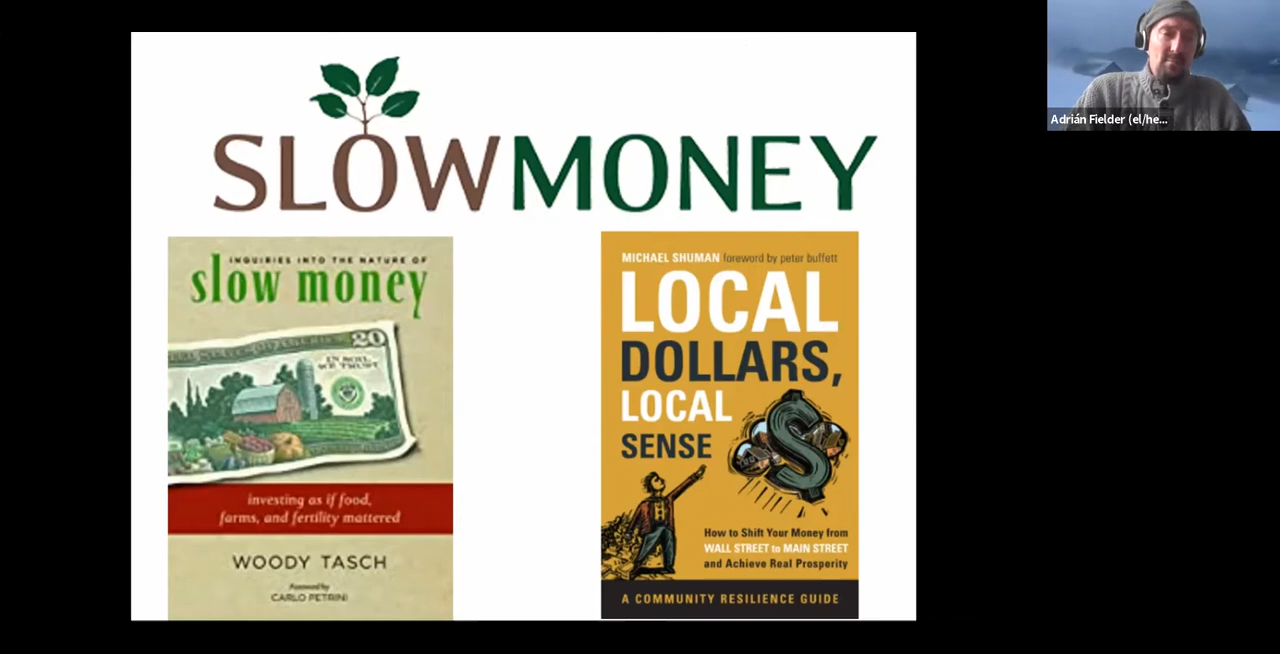 SLOWMONEY
INQUIRIES INTO THE NATURE OF
slow money
20
IN SOIL
WE TRUST
investing as if food,
farms, and fertility mattered
WOODY TASCH
Foreword by
CARLO PETRINI
MICHAEL SHUMAN foreword by peter buffett
LOCAL
DOLLARS,
LOCAL
SENSE
How to Shift Your Money from
WALL STREET to MAIN STREET
and Achieve Real Prosperity
A COMMUNITY RESILIENCE GUIDE
Adrián Fielder (el/he...